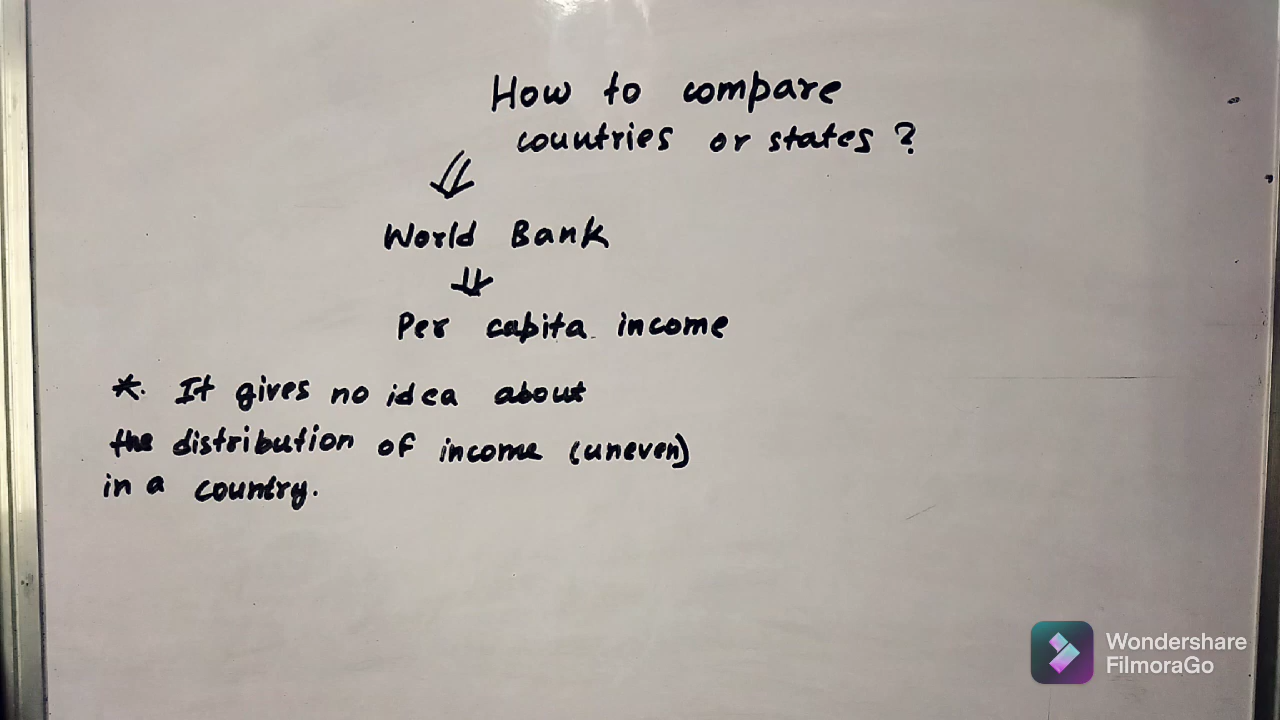 How to compare
countries or states ?
World Bank
Per capita income
*. It gives no idea about
the distribution of income (uneven)
in a country.
Wondershare
FilmoraGo